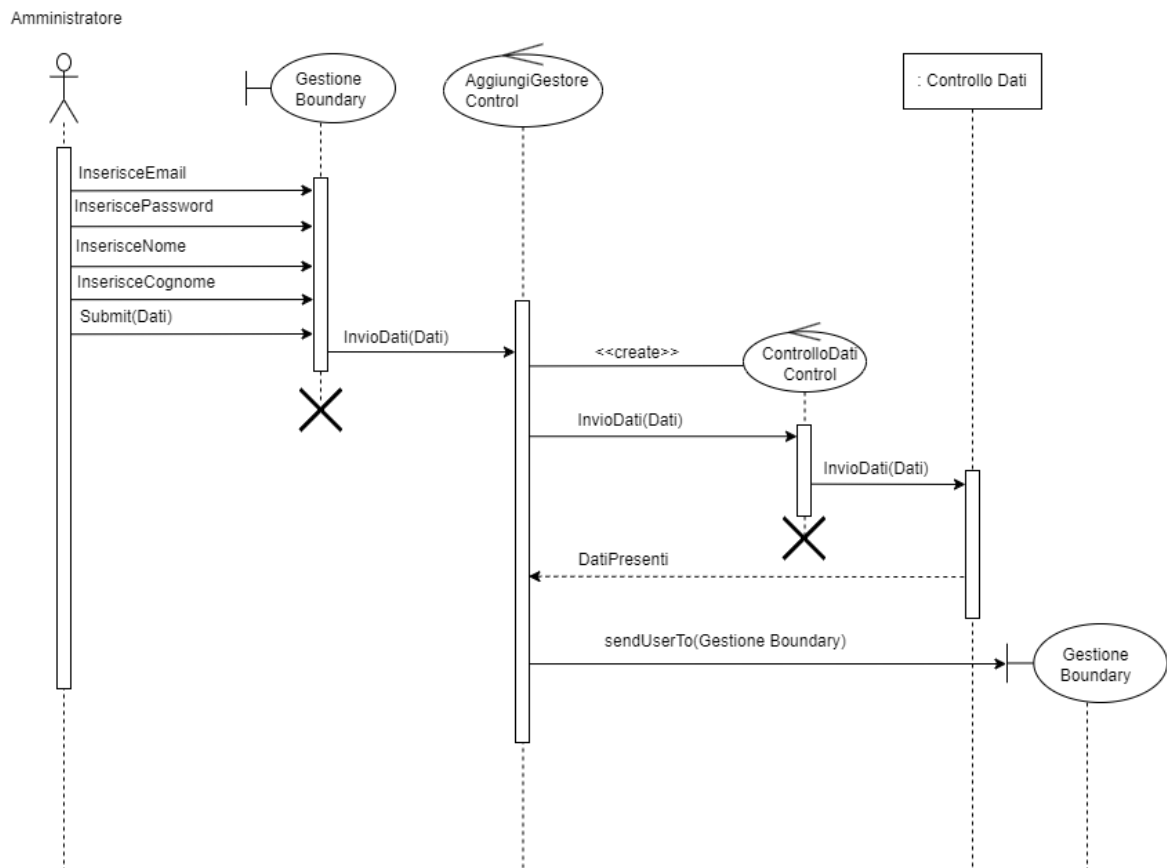 Amministratore
Gestione
Boundary
AggiungiGestore
Control
: Controllo Dati
InserisceEmail
InseriscePassword
InserisceNome
InserisceCognome
Submit(Dati)
InvioDati(Dati)
<<create>>
ControlloDati
Control
InvioDati(Dati)
InvioDati(Dati)
DatiPresenti
sendUserTo(Gestione Boundary)
Gestione
Boundary